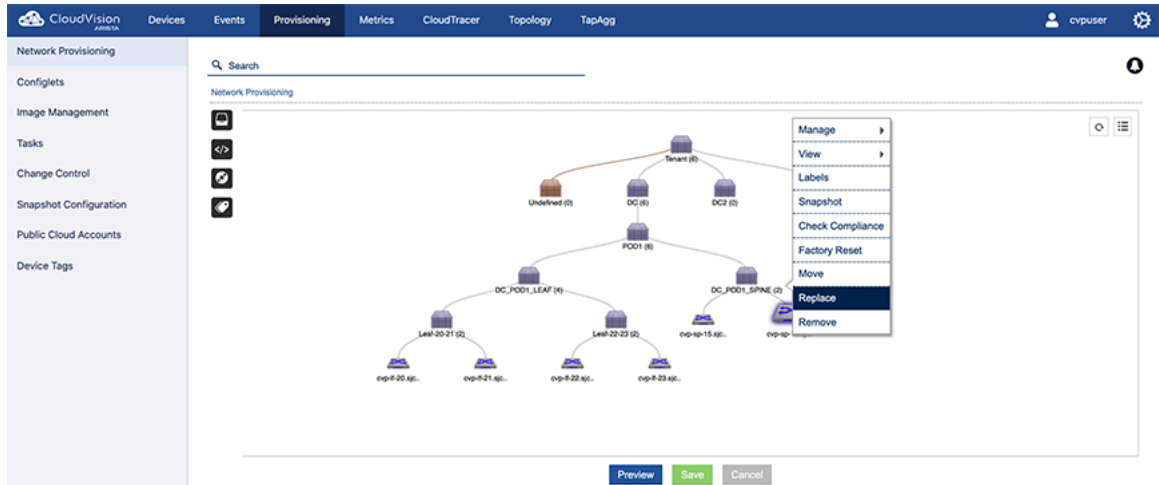 CloudVision
ARISTA
Devices
Events
Provisioning
Metrics
CloudTracer
Topology
TapAgg
cvpuser
Network Provisioning
Configlets
Image Management
Tasks
Change Control
Snapshot Configuration
Public Cloud Accounts
Device Tags
Search
Network Provisioning
</>
Tenant (6)
Undefined (0)
DC (6)
DC2 (0)
POD1 (6)
DC_POD1_LEAF (4)
DC_POD1_SPINE (2)
Leaf-20-21 (2)
Leaf-22-23 (2)
cvp-sp-15.sjc..
cvp-sp-
cvp-lf-20.sjc..
cvp-lf-21.sjc..
cvp-lf-22.sjc..
cvp-lf-23.sjc..
Manage
View
Labels
Snapshot
Check Compliance
Factory Reset
Move
Replace
Remove
Preview
Save
Cancel